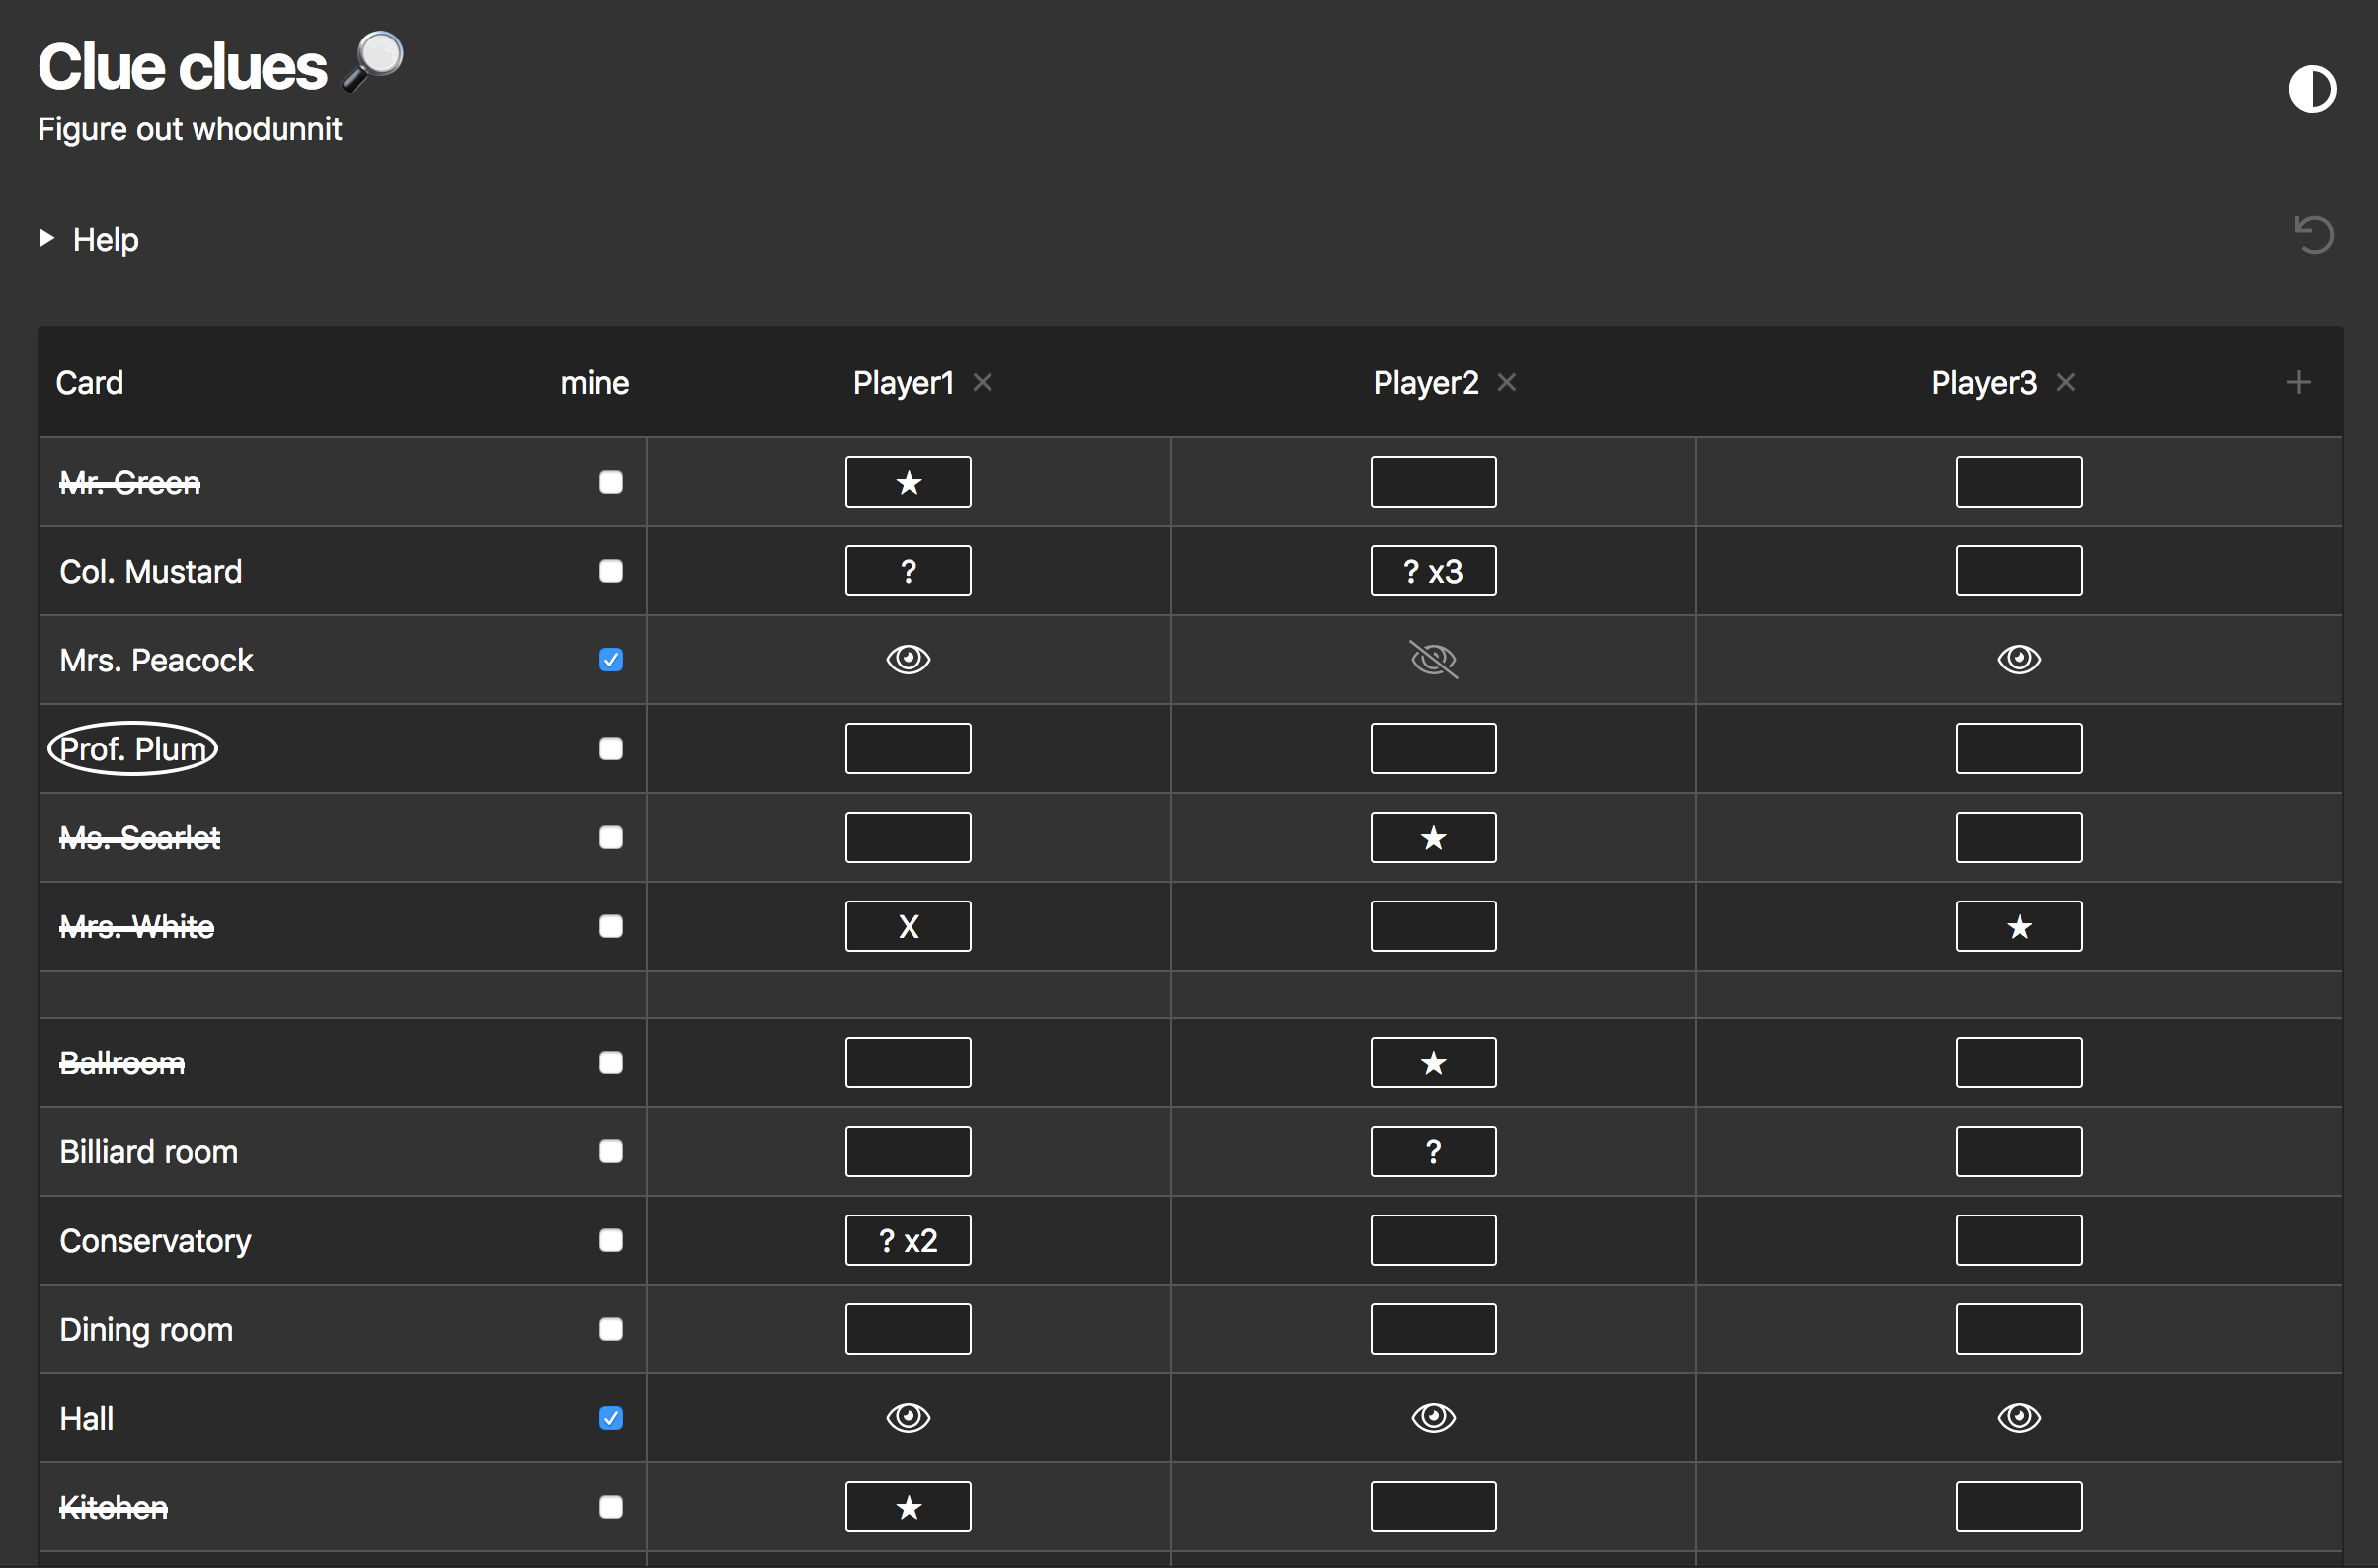 Clue clues
Figure out whodunnit
Help
Card mine Player1 × Player2 × Player3 × +
Mr. Green ★
Col. Mustard ? ? x3
Mrs. Peacock
Prof. Plum
Ms. Scarlet ★
Mrs. White X ★
Ballroom ★
Billiard room ?
Conservatory ? x2
Dining room
Hall
Kitchen ★